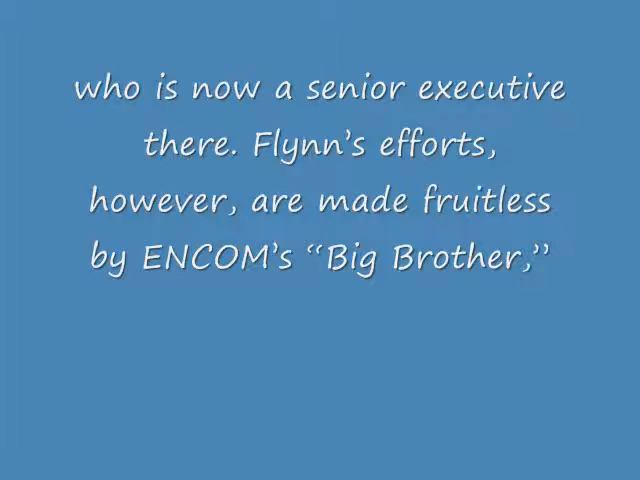 who is now a senior executive
there. Flynn’s efforts,
however, are made fruitless
by ENCOM’s “Big Brother,”